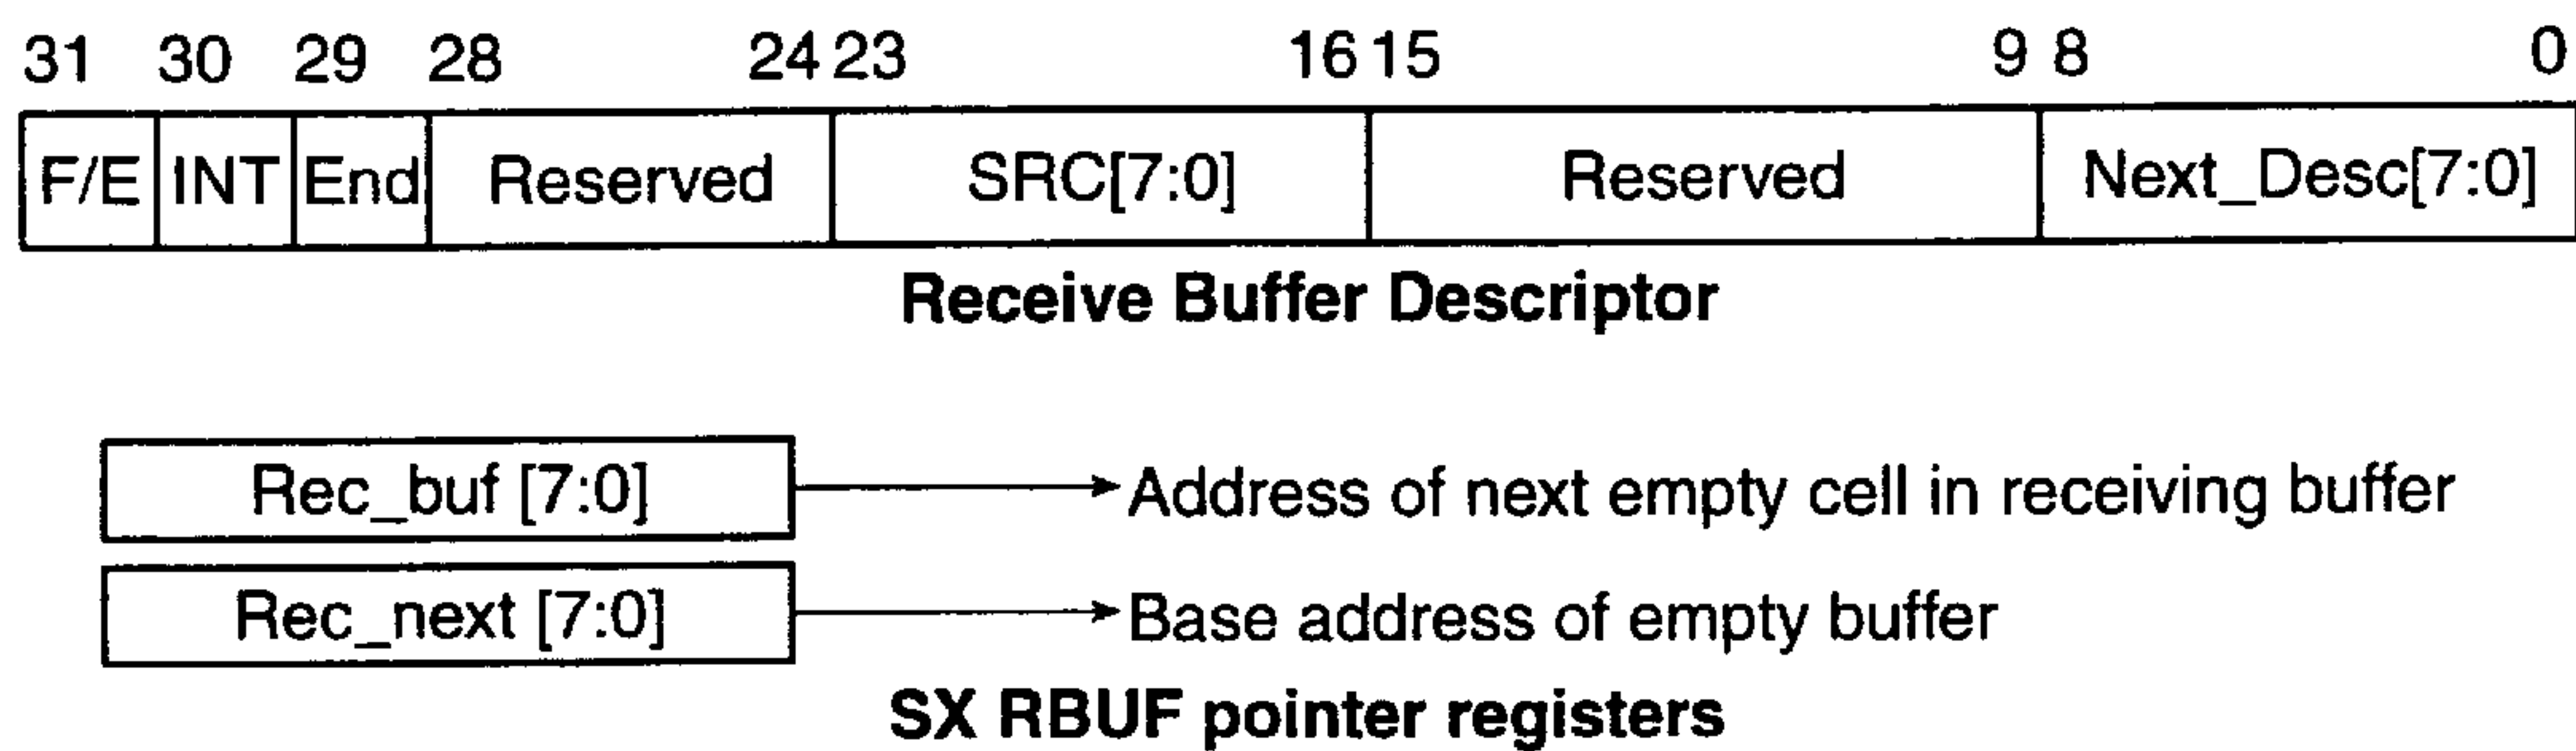 31 30 29 28 24 23 16 15 9 8 0
F/E INT End Reserved SRC[7:0] Reserved Next_Desc[7:0]
Receive Buffer Descriptor
Rec_buf [7:0] Address of next empty cell in receiving buffer
Rec_next [7:0] Base address of empty buffer
SX RBUF pointer registers